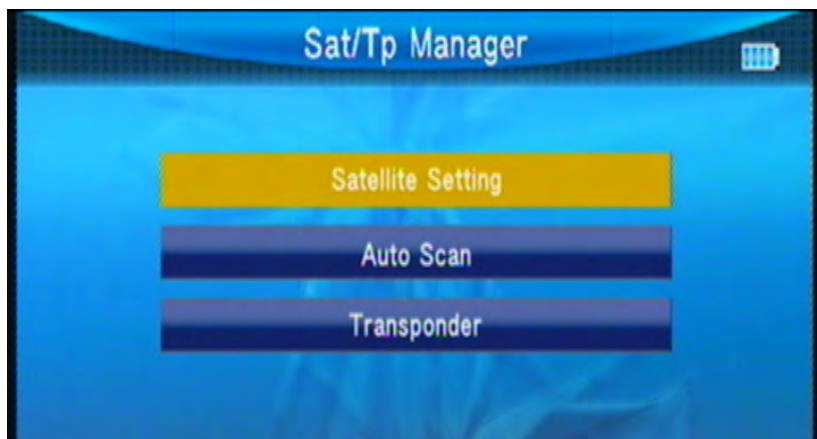 Sat/Tp Manager
Satellite Setting
Auto Scan
Transponder